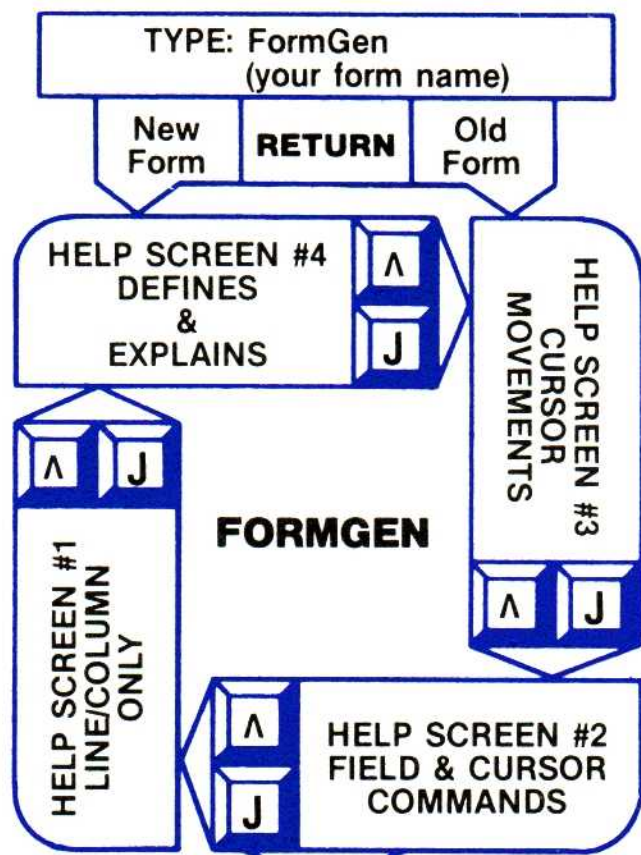 TYPE: FormGen
(your form name)
New
Form
RETURN
Old
Form
HELP SCREEN #4
DEFINES
&
EXPLAINS
^
J
HELP SCREEN #3
CURSOR
MOVEMENTS
^ J
FORMGEN
^ J
HELP SCREEN #1
LINE/COLUMN
ONLY
^
J
HELP SCREEN #2
FIELD & CURSOR
COMMANDS